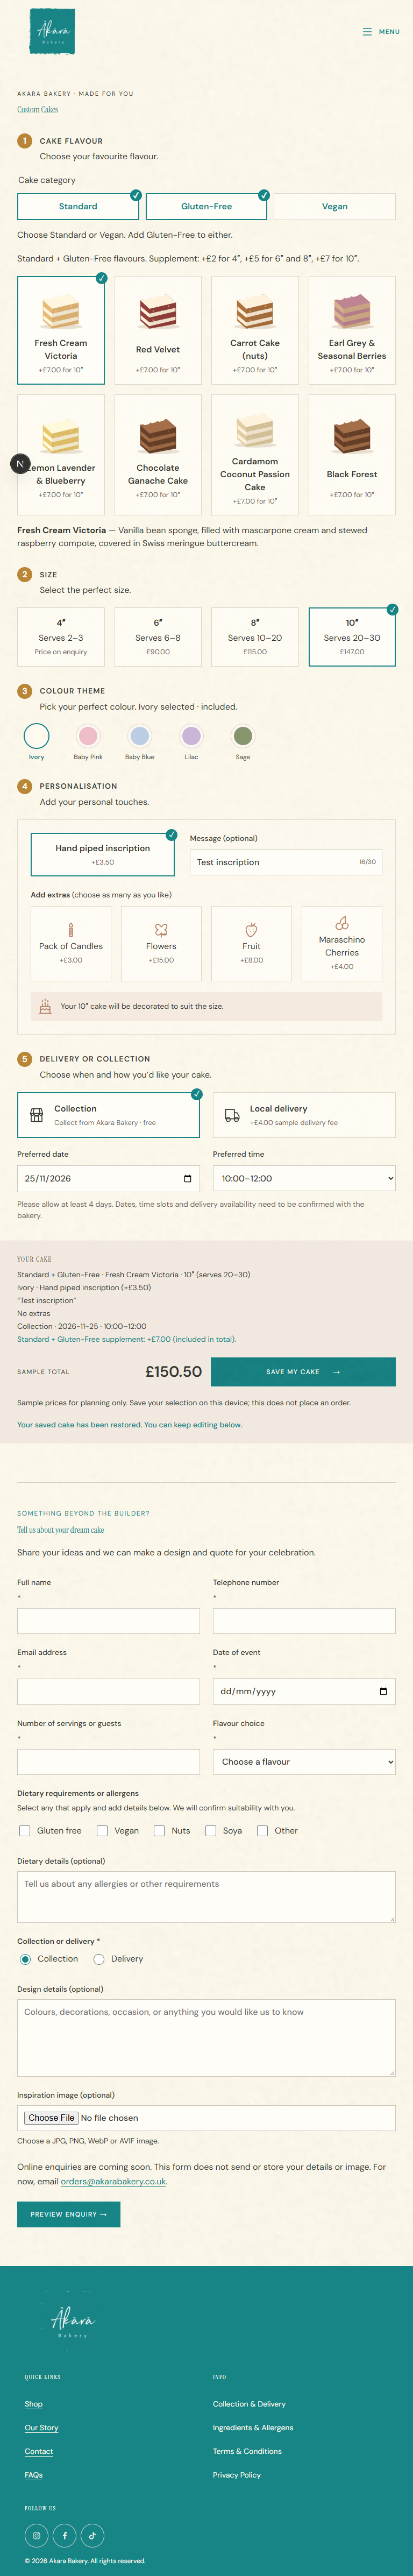 Akara
Bakery
MENU
AKARA BAKERY · MADE FOR YOU
Custom Cakes
1 CAKE FLAVOUR
Choose your favourite flavour.
Cake category
Standard
Gluten-Free
Vegan
Choose Standard or Vegan. Add Gluten-Free to either.
Standard + Gluten-Free flavours. Supplement: +£2 for 4″, +£5 for 6″ and 8″, +£7 for 10″.
Fresh Cream
Victoria
+£7.00 for 10″
Red Velvet
+£7.00 for 10″
Carrot Cake
(nuts)
+£7.00 for 10″
Earl Grey &
Seasonal Berries
+£7.00 for 10″
N
emon Lavender
& Blueberry
+£7.00 for 10″
Chocolate
Ganache Cake
+£7.00 for 10″
Cardamom
Coconut Passion
Cake
+£7.00 for 10″
Black Forest
+£7.00 for 10″
Fresh Cream Victoria — Vanilla bean sponge, filled with mascarpone cream and stewed
raspberry compote, covered in Swiss meringue buttercream.
2 SIZE
Select the perfect size.
4″
Serves 2–3
Price on enquiry
6″
Serves 6–8
£90.00
8″
Serves 10–20
£115.00
10″
Serves 20–30
£147.00
3 COLOUR THEME
Pick your perfect colour. Ivory selected · included.
Ivory
Baby Pink
Baby Blue
Lilac
Sage
4 PERSONALISATION
Add your personal touches.
Hand piped inscription
+£3.50
Message (optional)
Test inscription 16/30
Add extras (choose as many as you like)
Pack of Candles
+£3.00
Flowers
+£15.00
Fruit
+£8.00
Maraschino
Cherries
+£4.00
Your 10″ cake will be decorated to suit the size.
5 DELIVERY OR COLLECTION
Choose when and how you'd like your cake.
Collection
Collect from Akara Bakery · free
Local delivery
+£4.00 sample delivery fee
Preferred date
25/11/2026
Preferred time
10:00–12:00
Please allow at least 4 days. Dates, time slots and delivery availability need to be confirmed with the
bakery.
YOUR CAKE
Standard + Gluten-Free · Fresh Cream Victoria · 10″ (serves 20–30)
Ivory · Hand piped inscription (+£3.50)
“Test inscription”
No extras
Collection · 2026-11-25 · 10:00–12:00
Standard + Gluten-Free supplement: +£7.00 (included in total).
SAMPLE TOTAL £150.50
SAVE MY CAKE →
Sample prices for planning only. Save your selection on this device; this does not place an order.
Your saved cake has been restored. You can keep editing below.
SOMETHING BEYOND THE BUILDER?
Tell us about your dream cake
Share your ideas and we can make a design and quote for your celebration.
Full name
*
Telephone number
*
Email address
*
Date of event
*
dd/mm/yyyy
Number of servings or guests
*
Flavour choice
*
Choose a flavour
Dietary requirements or allergens
Select any that apply and add details below. We will confirm suitability with you.
Gluten free
Vegan
Nuts
Soya
Other
Dietary details (optional)
Tell us about any allergies or other requirements
Collection or delivery *
Collection
Delivery
Design details (optional)
Colours, decorations, occasion, or anything you would like us to know
Inspiration image (optional)
Choose File No file chosen
Choose a JPG, PNG, WebP or AVIF image.
Online enquiries are coming soon. This form does not send or store your details or image. For
now, email orders@akarabakery.co.uk.
PREVIEW ENQUIRY →
Akara
Bakery
QUICK LINKS
Shop
Our Story
Contact
FAQs
INFO
Collection & Delivery
Ingredients & Allergens
Terms & Conditions
Privacy Policy
FOLLOW US
© 2026 Akara Bakery. All rights reserved.